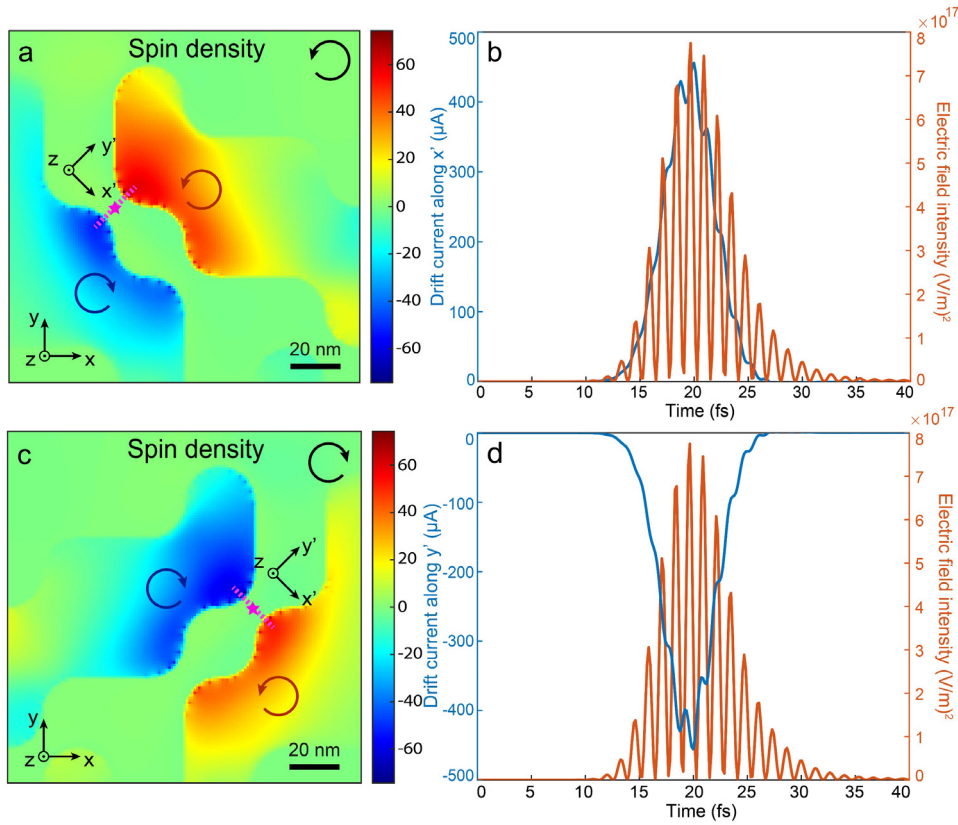 a
Spin density
y'
z
x'
y
z
x
20 nm
60
40
20
0
-20
-40
-60
b
Drift current along x' (µA)
500
400
300
200
100
0
0
5
10
15
20
25
30
35
40
Time (fs)
×10¹⁷
8
7
6
5
4
3
2
1
0
Electric field intensity (V/m)²
c
Spin density
z
y'
x'
y
z
x
20 nm
60
40
20
0
-20
-40
-60
d
Drift current along y' (µA)
0
-100
-200
-300
-400
-500
0
5
10
15
20
25
30
35
40
Time (fs)
×10¹⁷
8
7
6
5
4
3
2
1
0
Electric field intensity (V/m)²